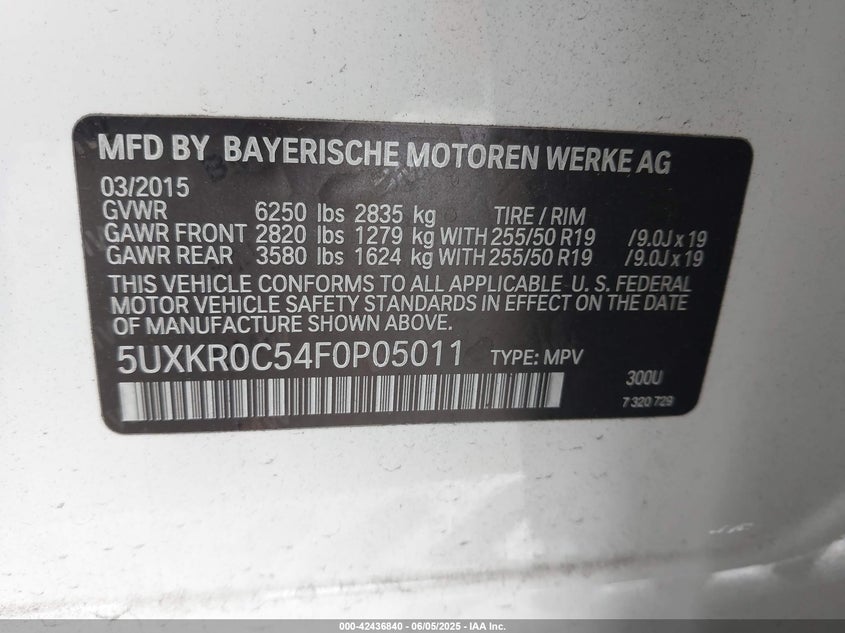 MFD BY BAYERISCHE MOTOREN WERKE AG
03/2015
GVWR 6250 lbs 2835 kg TIRE / RIM
GAWR FRONT 2820 lbs 1279 kg WITH 255/50 R19 /9.0J x 19
GAWR REAR 3580 lbs 1624 kg WITH 255/50 R19 /9.0J x 19
THIS VEHICLE CONFORMS TO ALL APPLICABLE U. S. FEDERAL
MOTOR VEHICLE SAFETY STANDARDS IN EFFECT ON THE DATE
OF MANUFACTURE SHOWN ABOVE.
5UXKR0C54F0P05011 TYPE: MPV
300U
7 320 729
000-42436840 - 06/05/2025 - IAA Inc.